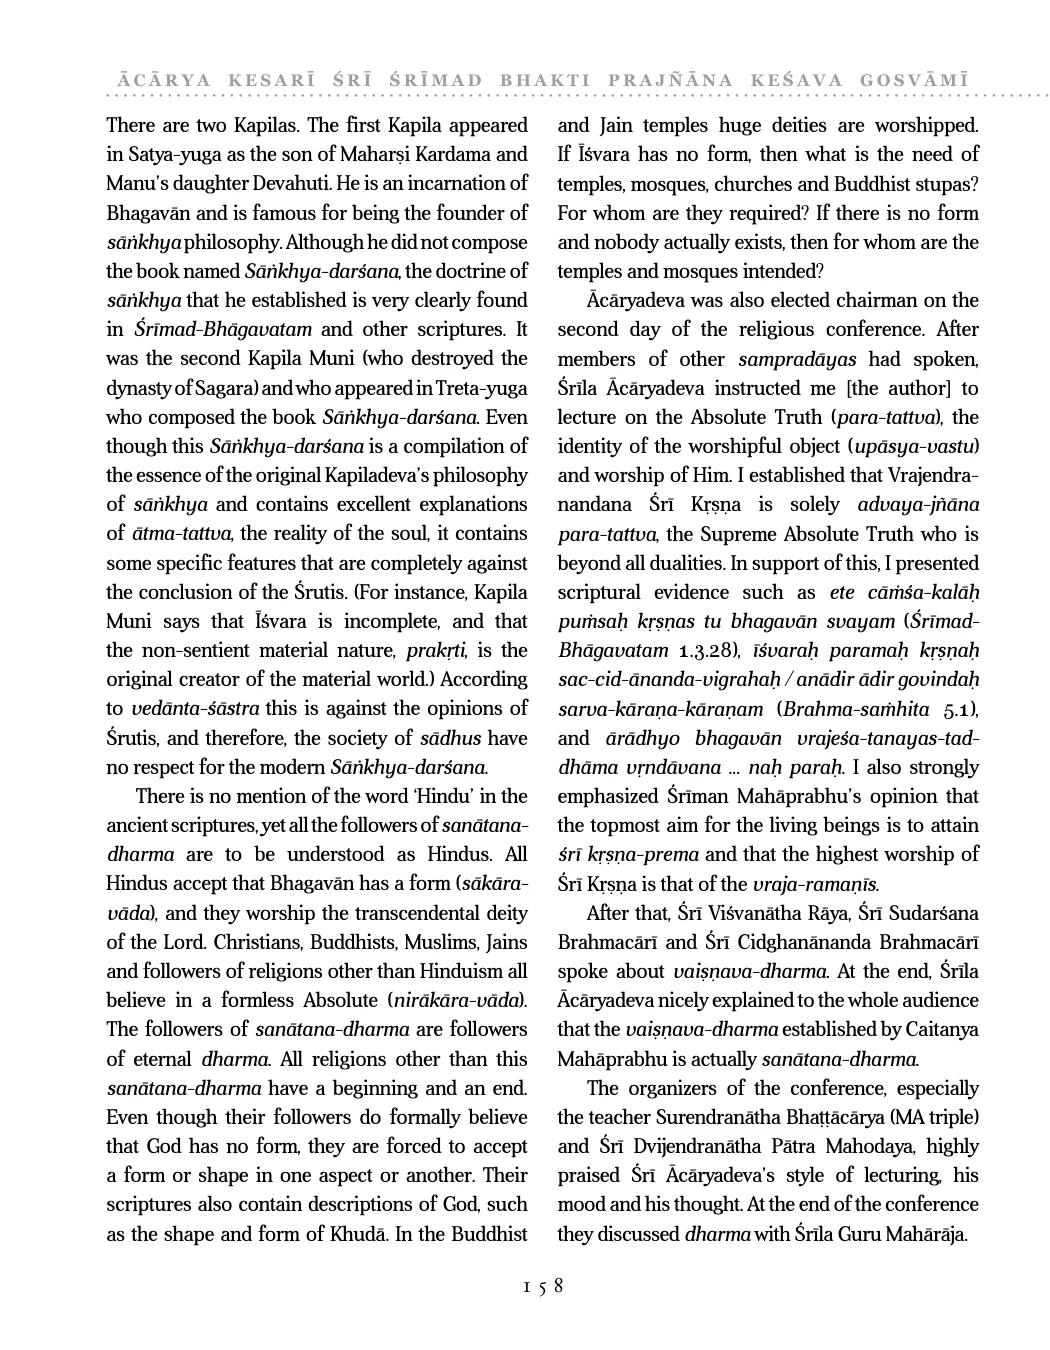 ĀCĀRYA KESARĪ ŚRĪ ŚRĪMAD BHAKTI PRAJÑĀNA KEŚAVA GOSVĀMĪ
There are two Kapilas. The first Kapila appeared
in Satya-yuga as the son of Maharṣi Kardama and
Manu’s daughter Devahuti. He is an incarnation of
Bhagavān and is famous for being the founder of
sāṅkhya philosophy. Although he did not compose
the book named Sāṅkhya-darśana, the doctrine of
sāṅkhya that he established is very clearly found
in Śrīmad-Bhāgavatam and other scriptures. It
was the second Kapila Muni (who destroyed the
dynasty of Sagara) and who appeared in Treta-yuga
who composed the book Sāṅkhya-darśana. Even
though this Sāṅkhya-darśana is a compilation of
the essence of the original Kapiladeva’s philosophy
of sāṅkhya and contains excellent explanations
of ātma-tattva, the reality of the soul, it contains
some specific features that are completely against
the conclusion of the Śrutis. (For instance, Kapila
Muni says that Īśvara is incomplete, and that
the non-sentient material nature, prakṛti, is the
original creator of the material world.) According
to vedānta-śāstra this is against the opinions of
Śrutis, and therefore, the society of sādhus have
no respect for the modern Sāṅkhya-darśana.
There is no mention of the word ‘Hindu’ in the
ancient scriptures, yet all the followers of sanātana-
dharma are to be understood as Hindus. All
Hindus accept that Bhagavān has a form (sākāra-
vāda), and they worship the transcendental deity
of the Lord. Christians, Buddhists, Muslims, Jains
and followers of religions other than Hinduism all
believe in a formless Absolute (nirākāra-vāda).
The followers of sanātana-dharma are followers
of eternal dharma. All religions other than this
sanātana-dharma have a beginning and an end.
Even though their followers do formally believe
that God has no form, they are forced to accept
a form or shape in one aspect or another. Their
scriptures also contain descriptions of God, such
as the shape and form of Khudā. In the Buddhist
and Jain temples huge deities are worshipped.
If Īśvara has no form, then what is the need of
temples, mosques, churches and Buddhist stupas?
For whom are they required? If there is no form
and nobody actually exists, then for whom are the
temples and mosques intended?
Ācāryadeva was also elected chairman on the
second day of the religious conference. After
members of other sampradāyas had spoken,
Śrīla Ācāryadeva instructed me [the author] to
lecture on the Absolute Truth (para-tattva), the
identity of the worshipful object (upāsya-vastu)
and worship of Him. I established that Vrajendra-
nandana Śrī Kṛṣṇa is solely advaya-jñāna
para-tattva, the Supreme Absolute Truth who is
beyond all dualities. In support of this, I presented
scriptural evidence such as ete cāṁśa-kalāḥ
puṁsaḥ kṛṣṇas tu bhagavān svayam (Śrīmad-
Bhāgavatam 1.3.28), īśvaraḥ paramaḥ kṛṣṇaḥ
sac-cid-ānanda-vigrahaḥ / anādir ādir govindaḥ
sarva-kāraṇa-kāraṇam (Brahma-saṁhita 5.1),
and ārādhyo bhagavān vrajeśa-tanayas-tad-
dhāma vṛndāvana ... naḥ paraḥ. I also strongly
emphasized Śrīman Mahāprabhu’s opinion that
the topmost aim for the living beings is to attain
śrī kṛṣṇa-prema and that the highest worship of
Śrī Kṛṣṇa is that of the vraja-ramaṇīs.
After that, Śrī Viśvanātha Rāya, Śrī Sudarśana
Brahmacārī and Śrī Cidghanānanda Brahmacārī
spoke about vaiṣṇava-dharma. At the end, Śrīla
Ācāryadeva nicely explained to the whole audience
that the vaiṣṇava-dharma established by Caitanya
Mahāprabhu is actually sanātana-dharma.
The organizers of the conference, especially
the teacher Surendranātha Bhaṭṭācārya (MA triple)
and Śrī Dvijendranātha Pātra Mahodaya, highly
praised Śrī Ācāryadeva’s style of lecturing, his
mood and his thought. At the end of the conference
they discussed dharma with Śrīla Guru Mahārāja.
158